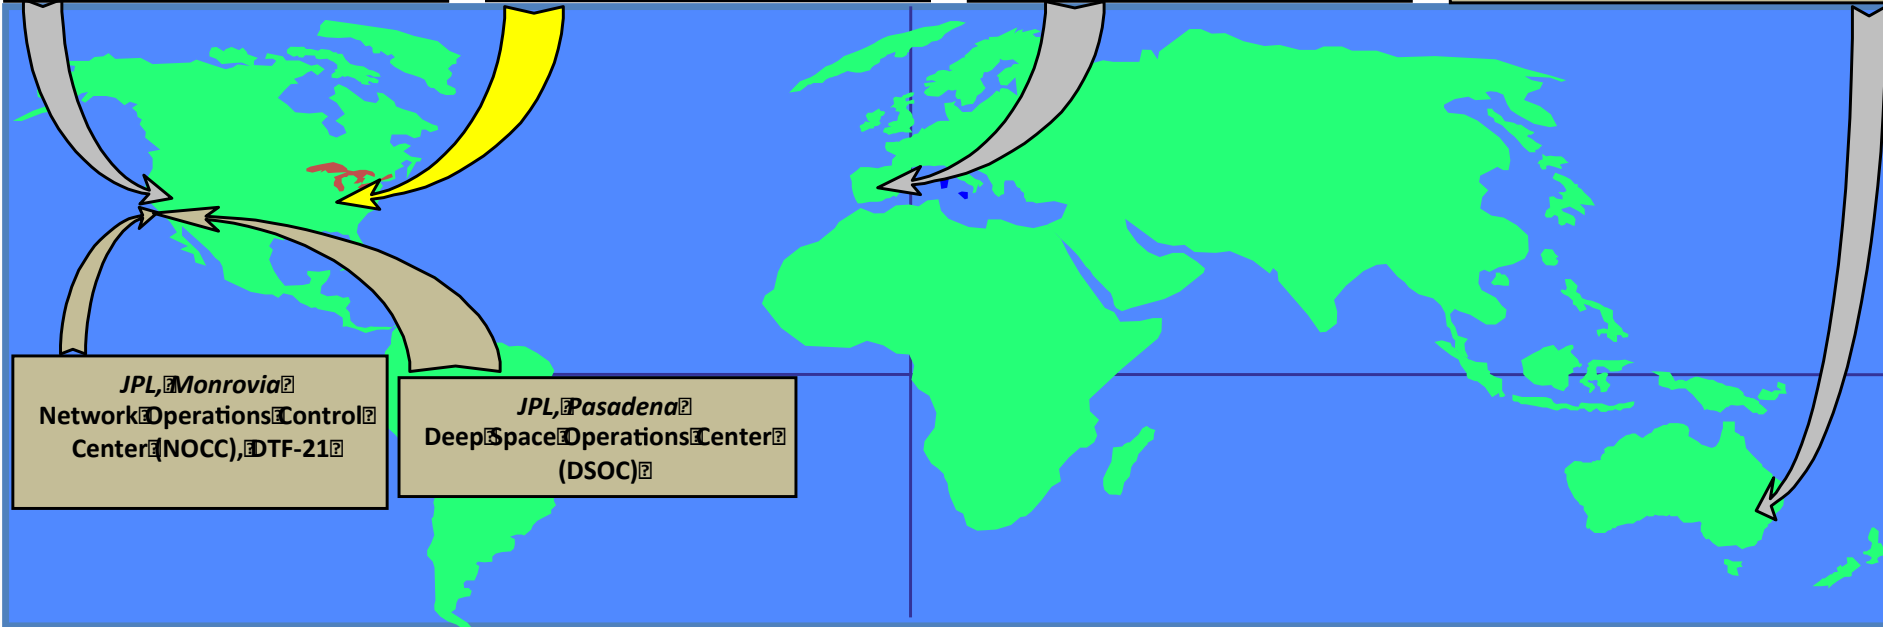 JPL, Monrovia
Network Operations Control
Center (NOCC), DTF-21
JPL, Pasadena
Deep Space Operations Center
(DSOC)